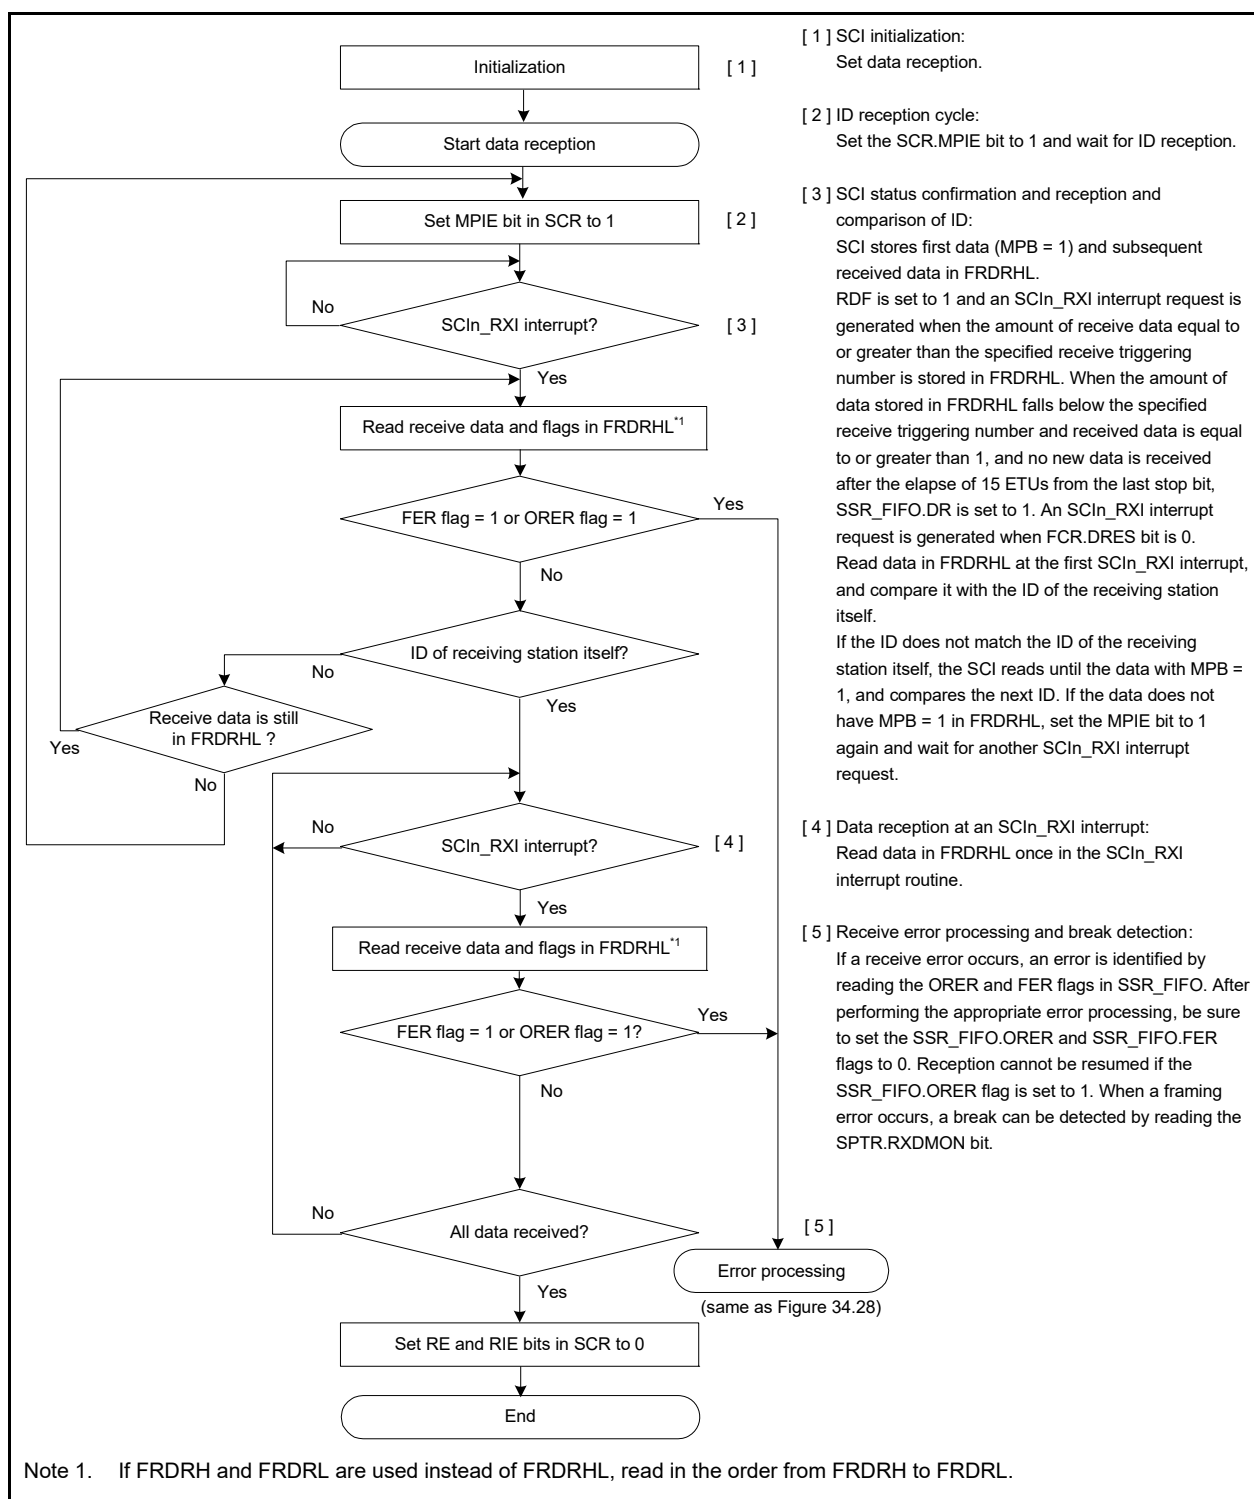 Initialization
[ 1 ]
Start data reception
Set MPIE bit in SCR to 1
[ 2 ]
No
SCIn_RXI interrupt?
[ 3 ]
Yes
Read receive data and flags in FRDRHL*1
Yes
FER flag = 1 or ORER flag = 1
No
ID of receiving station itself?
No
Yes
Receive data is still
in FRDRHL ?
Yes
No
No
SCIn_RXI interrupt?
[ 4 ]
Yes
Read receive data and flags in FRDRHL*1
Yes
FER flag = 1 or ORER flag = 1?
No
No
All data received?
[ 5 ]
Error processing
(same as Figure 34.28)
Yes
Set RE and RIE bits in SCR to 0
End
[ 1 ] SCI initialization:
Set data reception.
[ 2 ] ID reception cycle:
Set the SCR.MPIE bit to 1 and wait for ID reception.
[ 3 ] SCI status confirmation and reception and
comparison of ID:
SCI stores first data (MPB = 1) and subsequent
received data in FRDRHL.
RDF is set to 1 and an SCIn_RXI interrupt request is
generated when the amount of receive data equal to
or greater than the specified receive triggering
number is stored in FRDRHL. When the amount of
data stored in FRDRHL falls below the specified
receive triggering number and received data is equal
to or greater than 1, and no new data is received
after the elapse of 15 ETUs from the last stop bit,
SSR_FIFO.DR is set to 1. An SCIn_RXI interrupt
request is generated when FCR.DRES bit is 0.
Read data in FRDRHL at the first SCIn_RXI interrupt,
and compare it with the ID of the receiving station
itself.
If the ID does not match the ID of the receiving
station itself, the SCI reads until the data with MPB =
1, and compares the next ID. If the data does not
have MPB = 1 in FRDRHL, set the MPIE bit to 1
again and wait for another SCIn_RXI interrupt
request.
[ 4 ] Data reception at an SCIn_RXI interrupt:
Read data in FRDRHL once in the SCIn_RXI
interrupt routine.
[ 5 ] Receive error processing and break detection:
If a receive error occurs, an error is identified by
reading the ORER and FER flags in SSR_FIFO. After
performing the appropriate error processing, be sure
to set the SSR_FIFO.ORER and SSR_FIFO.FER
flags to 0. Reception cannot be resumed if the
SSR_FIFO.ORER flag is set to 1. When a framing
error occurs, a break can be detected by reading the
SPTR.RXDMON bit.
Note 1. If FRDRH and FRDRL are used instead of FRDRHL, read in the order from FRDRH to FRDRL.